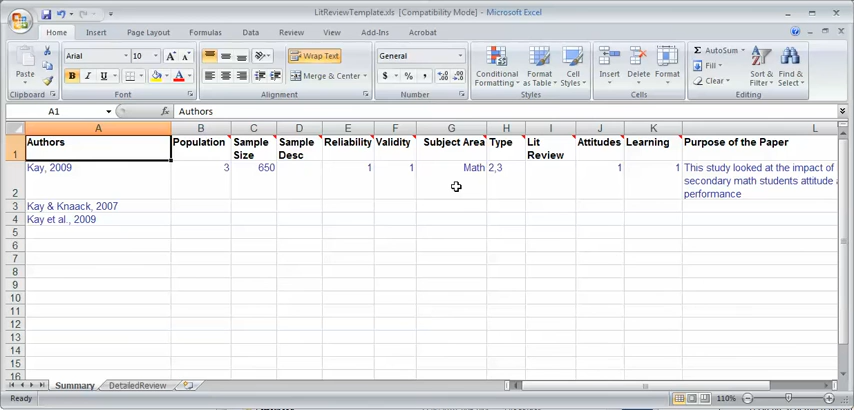 LitReviewTemplate.xls [Compatibility Mode] - Microsoft Excel
Home Insert Page Layout Formulas Data Review View Add-Ins Acrobat
Paste
Clipboard
Arial 10 A A
B I U A
Font
Wrap Text
Merge & Center
Alignment
General
$ % ,
Number
Conditional Formatting
Format as Table
Cell Styles
Styles
Insert Delete Format
Cells
Σ AutoSum
Fill
Clear
Sort & Filter
Find & Select
Editing
A1 fx Authors
A B C D E F G H I J K L
1 Authors Population Sample Size Sample Desc Reliability Validity Subject Area Type Lit Review Attitudes Learning Purpose of the Paper
2 Kay, 2009 3 650 1 1 Math 2,3 1 1 This study looked at the impact of
secondary math students attitude a
performance
3 Kay & Knaack, 2007
4 Kay et al., 2009
5
6
7
8
9
10
11
12
13
14
15
16
Summary DetailedReview
Ready 110%